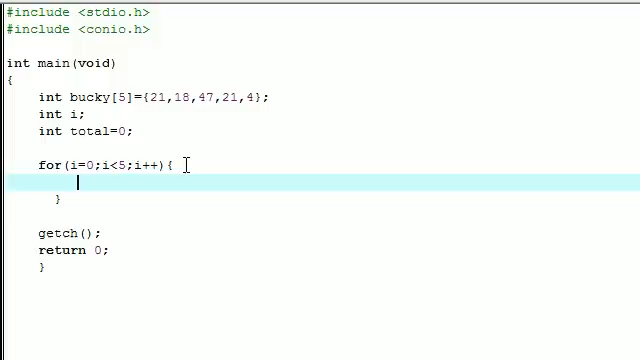 #include <stdio.h>
#include <conio.h>
int main(void)
{
int bucky[5]={21,18,47,21,4};
int i;
int total=0;
for(i=0;i<5;i++){
}
getch();
return 0;
}